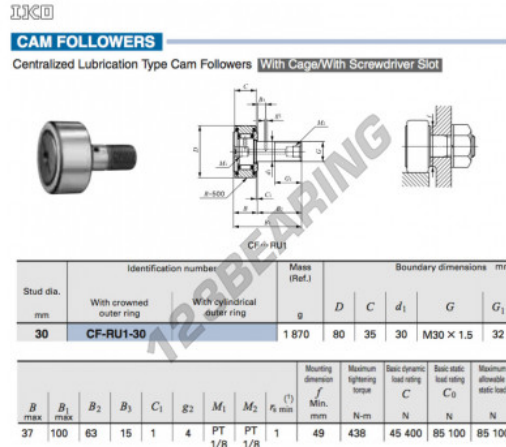 IKO
CAM FOLLOWERS
Centralized Lubrication Type Cam Followers With Cage/With Screwdriver Slot
C
D
M1
M2
G
G1
d1
R=500
C1
B
CF…RU1
123BEARING
Stud dia. mm
Identification number
With crowned outer ring
With cylindrical outer ring
Mass (Ref.) g
Boundary dimensions mm
D C d1 G G1
30 CF-RU1-30 1 870 80 35 30 M30 × 1.5 32
B max B1 max B2 B3 C1 g2 M1 M2 rs min (1)
Mounting dimension f Min. mm
Maximum tightening torque N-m
Basic dynamic load rating C N
Basic static load rating C0 N
Maximum allowable static load N
37 100 63 15 1 4 PT 1/8 PT 1/8 1 49 438 45 400 85 100 85 100